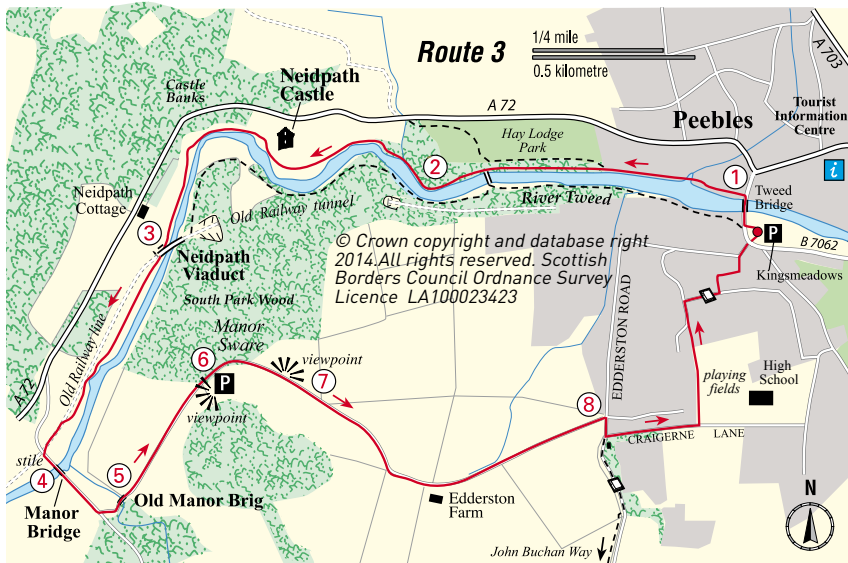 Route 3
1/4 mile
0.5 kilometre
A 703
Castle
Banks
Neidpath
Castle
A 72
Hay Lodge
Park
Peebles
Tourist
Information
Centre
i
1
2
Tweed
Bridge
Neidpath
Cottage
Old Railway tunnel
River Tweed
3
P
B 7062
Kingsmeadows
Neidpath
Viaduct
© Crown copyright and database right
2014.All rights reserved. Scottish
Borders Council Ordnance Survey
Licence LA100023423
South Park Wood
Old Railway line
A 72
Manor
Sware
6
P
viewpoint
viewpoint
7
EDDERSTON ROAD
playing
fields
High
School
8
CRAIGERNE LANE
stile
4
5
Manor
Bridge
Old Manor Brig
Edderston
Farm
John Buchan Way
N